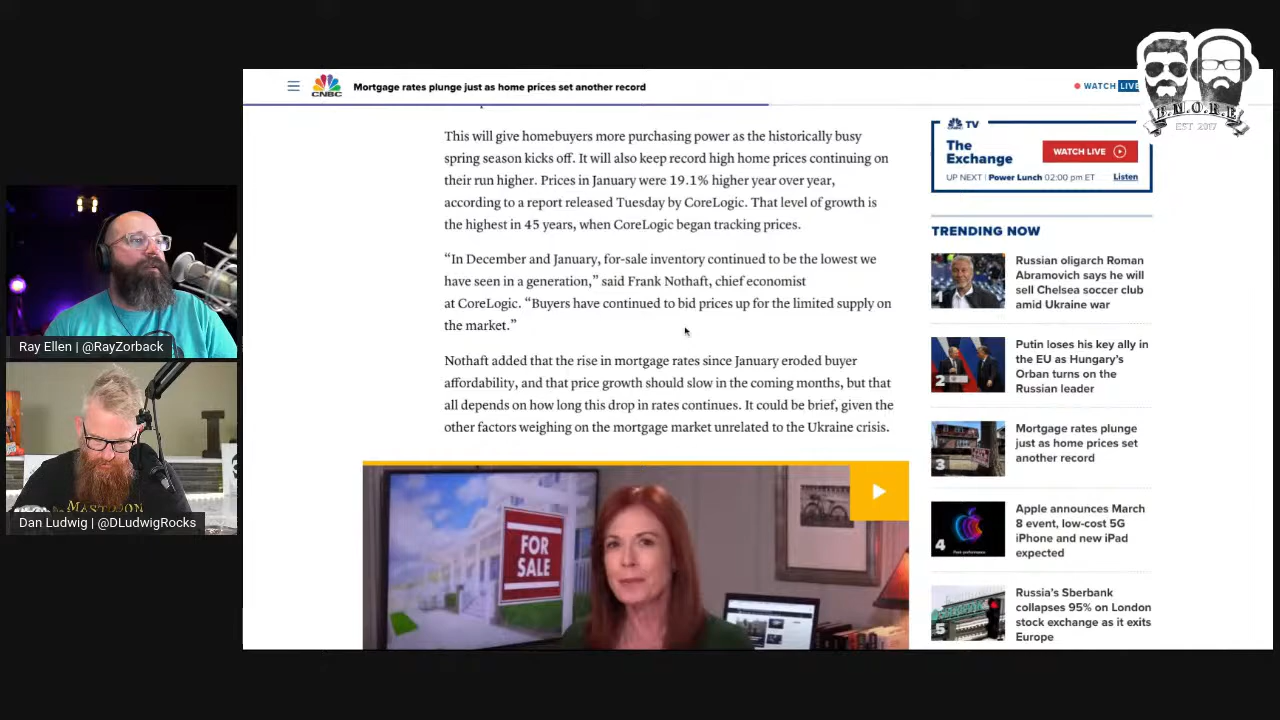 CNBC
Mortgage rates plunge just as home prices set another record
WATCH LIVE
B.M.O.R.E
EST 2017
This will give homebuyers more purchasing power as the historically busy
spring season kicks off. It will also keep record high home prices continuing on
their run higher. Prices in January were 19.1% higher year over year,
according to a report released Tuesday by CoreLogic. That level of growth is
the highest in 45 years, when CoreLogic began tracking prices.
“In December and January, for-sale inventory continued to be the lowest we
have seen in a generation,” said Frank Nothaft, chief economist
at CoreLogic. “Buyers have continued to bid prices up for the limited supply on
the market.”
Nothaft added that the rise in mortgage rates since January eroded buyer
affordability, and that price growth should slow in the coming months, but that
all depends on how long this drop in rates continues. It could be brief, given the
other factors weighing on the mortgage market unrelated to the Ukraine crisis.
FOR
SALE
TV
The
Exchange
WATCH LIVE
UP NEXT | Power Lunch 02:00 pm ET
Listen
TRENDING NOW
1
Russian oligarch Roman
Abramovich says he will
sell Chelsea soccer club
amid Ukraine war
2
Putin loses his key ally in
the EU as Hungary’s
Orban turns on the
Russian leader
3
Mortgage rates plunge
just as home prices set
another record
4
Peek performance.
Apple announces March
8 event, low-cost 5G
iPhone and new iPad
expected
5
Russia’s Sberbank
collapses 95% on London
stock exchange as it exits
Europe
Ray Ellen | @RayZorback
MASTODON
Dan Ludwig | @DLudwigRocks